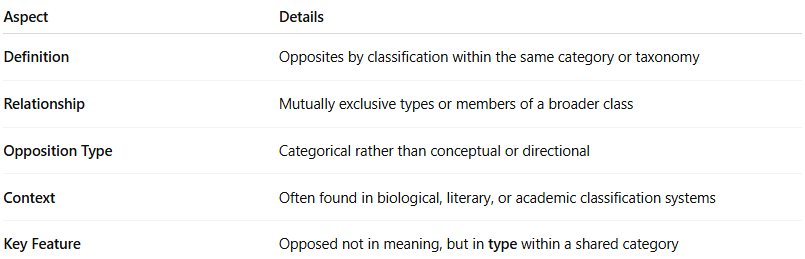 Aspect Details
Definition Opposites by classification within the same category or taxonomy
Relationship Mutually exclusive types or members of a broader class
Opposition Type Categorical rather than conceptual or directional
Context Often found in biological, literary, or academic classification systems
Key Feature Opposed not in meaning, but in type within a shared category